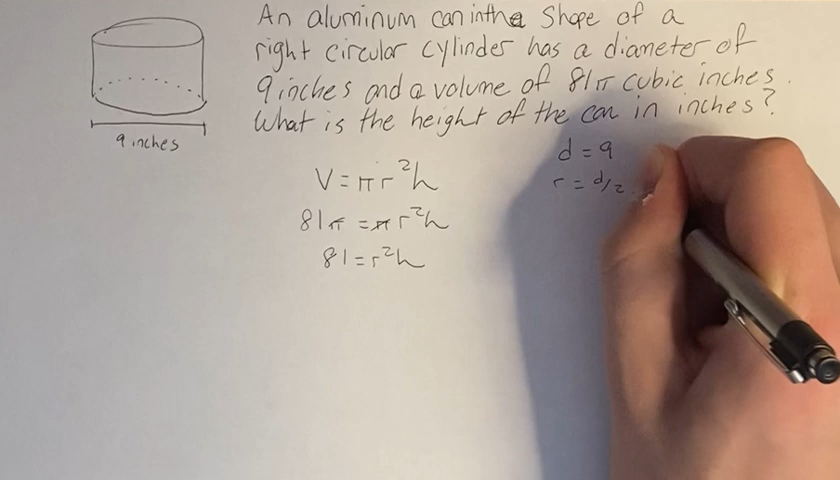 An aluminum can in the shape of a
right circular cylinder has a diameter of
9 inches and a volume of 81π cubic inches.
What is the height of the can in inches?
9 inches
d = 9
V = πr²h
r = d/2
81π = πr²h
81 = r²h